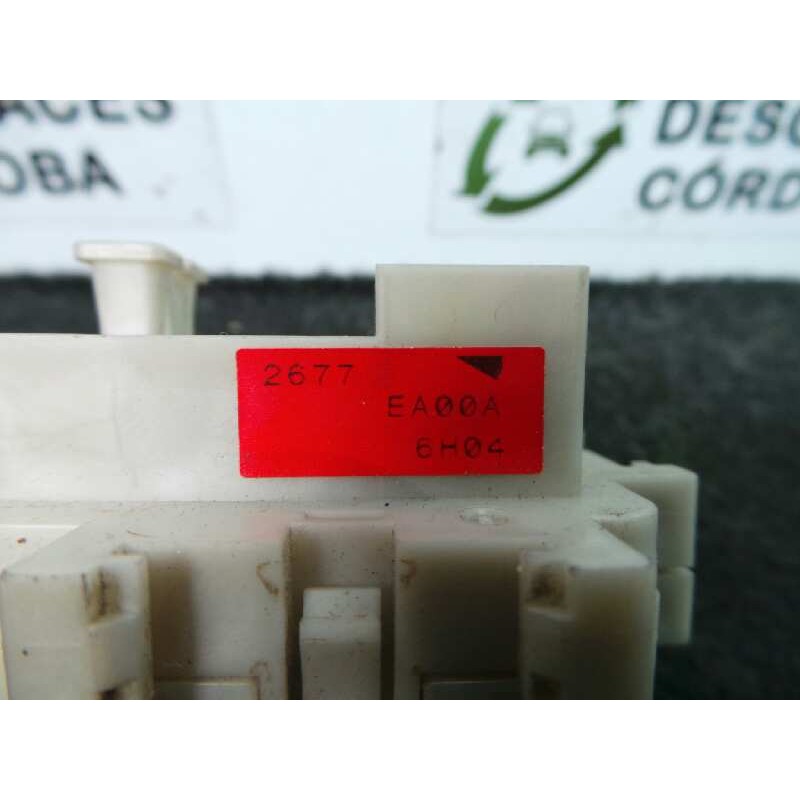 ACES
OBA
DESC
CÓRD
2677
EA00A
6H04